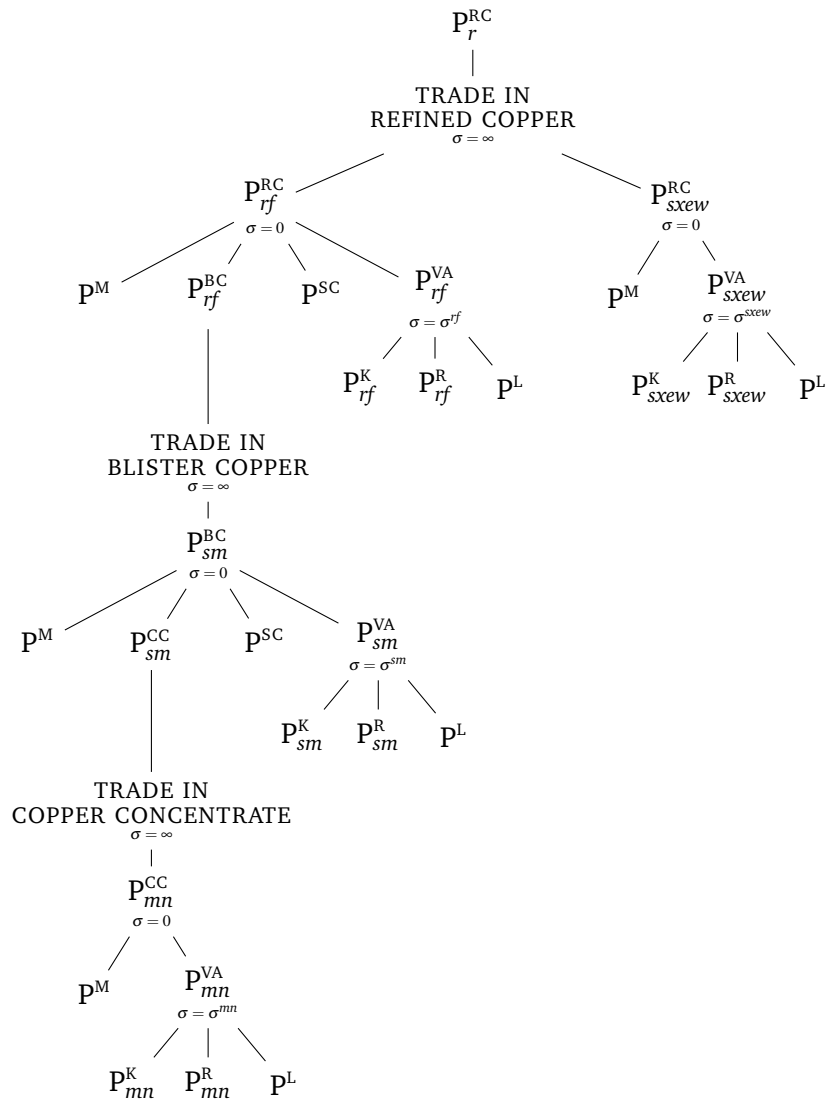 P_r^RC
TRADE IN
REFINED COPPER
σ = ∞
P_rf^RC P_sxew^RC
σ = 0 σ = 0
P^M P_rf^BC P^SC P_rf^VA P^M P_sxew^VA
σ = σ^rf σ = σ^sxew
P_rf^K P_rf^R P^L P_sxew^K P_sxew^R P^L
TRADE IN
BLISTER COPPER
σ = ∞
P_sm^BC
σ = 0
P^M P_sm^CC P^SC P_sm^VA
σ = σ^sm
P_sm^K P_sm^R P^L
TRADE IN
COPPER CONCENTRATE
σ = ∞
P_mn^CC
σ = 0
P^M P_mn^VA
σ = σ^mn
P_mn^K P_mn^R P^L